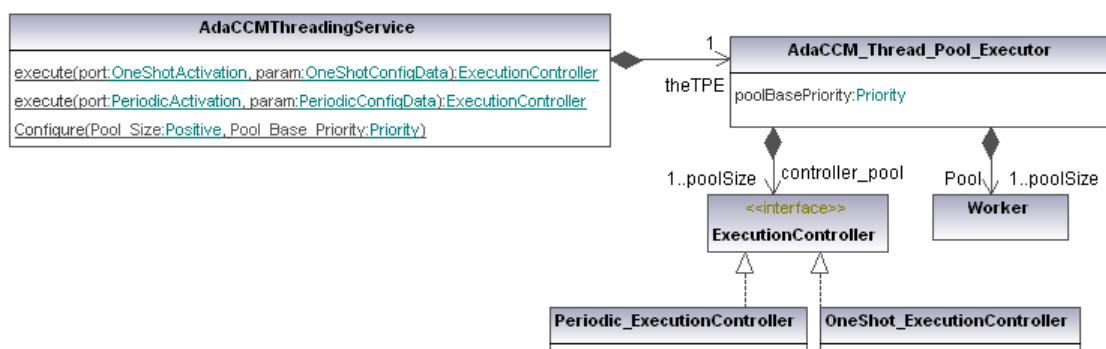 AdaCCMThreadingService
execute(port:OneShotActivation, param:OneShotConfigData):ExecutionController
execute(port:PeriodicActivation, param:PeriodicConfigData):ExecutionController
Configure(Pool_Size:Positive, Pool_Base_Priority:Priority)
1
theTPE
AdaCCM_Thread_Pool_Executor
poolBasePriority:Priority
1..poolSize
controller_pool
Pool
1..poolSize
<<interface>>
ExecutionController
Worker
Periodic_ExecutionController
OneShot_ExecutionController